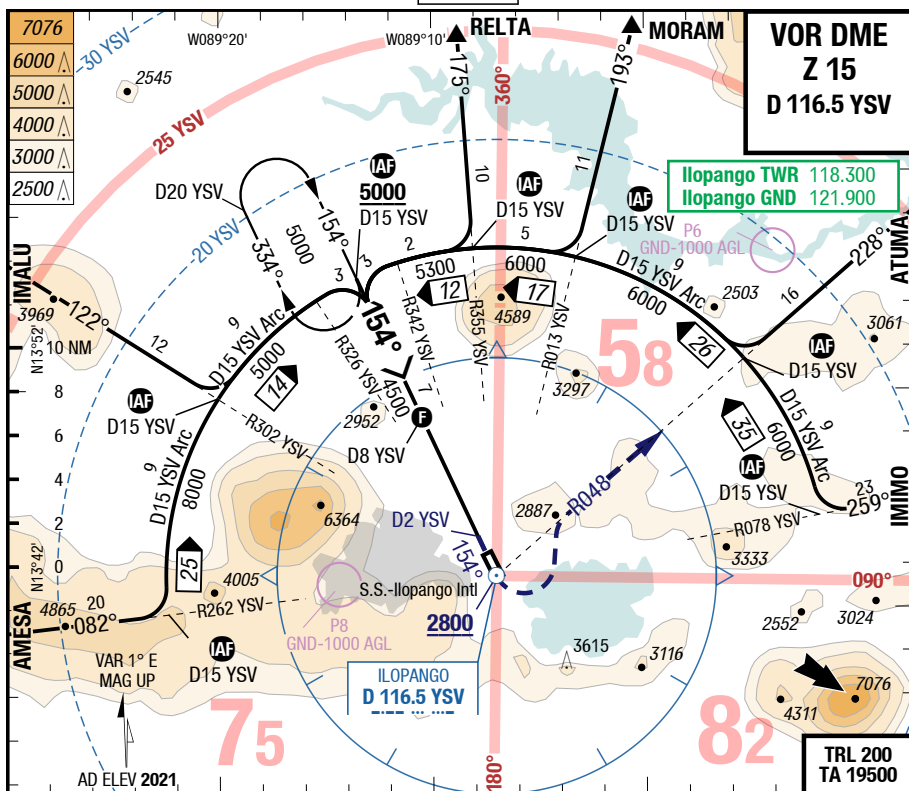 7076
6000
5000
4000
3000
2500
-30 YSV
W089°20'
W089°10'
RELTA
MORAM
VOR DME
Z 15
D 116.5 YSV
2545
25 YSV
175°
360°
193°
IAF
5000
D15 YSV
D20 YSV
10
11
IAF
D15 YSV
IAF
D15 YSV
Ilopango TWR 118.300
Ilopango GND 121.900
-20 YSV
5000
154°
334°
2
5
P6
GND-1000 AGL
ATUMA
228°
IMALU
3
3
5300
6000
D15 YSV Arc
9
6000
16
3969
122°
12
17
4589
2503
3061
N13°52'
10 NM
12
9
D15 YSV Arc
5000
14
154°
R342 YSV
R355 YSV
R013 YSV
58
26
IAF
D15 YSV
R326 YSV
4500
7
3297
8
IAF
D15 YSV
2952
F
D8 YSV
35
D15 YSV Arc
9
6000
6
R302 YSV
4
9
D15 YSV Arc
8000
IAF
D15 YSV
23
259°
IMIMO
6364
D2 YSV
2887
R048
R078 YSV
2
N13°42'
0
25
154°
3333
S.S.-Ilopango Intl
090°
4005
4865
20
082°
R262 YSV
AMESA
P8
GND-1000 AGL
2800
2552
3024
IAF
D15 YSV
3615
3116
VAR 1° E
MAG UP
ILOPANGO
D 116.5 YSV
7076
4311
75
82
180°
AD ELEV 2021
TRL 200
TA 19500